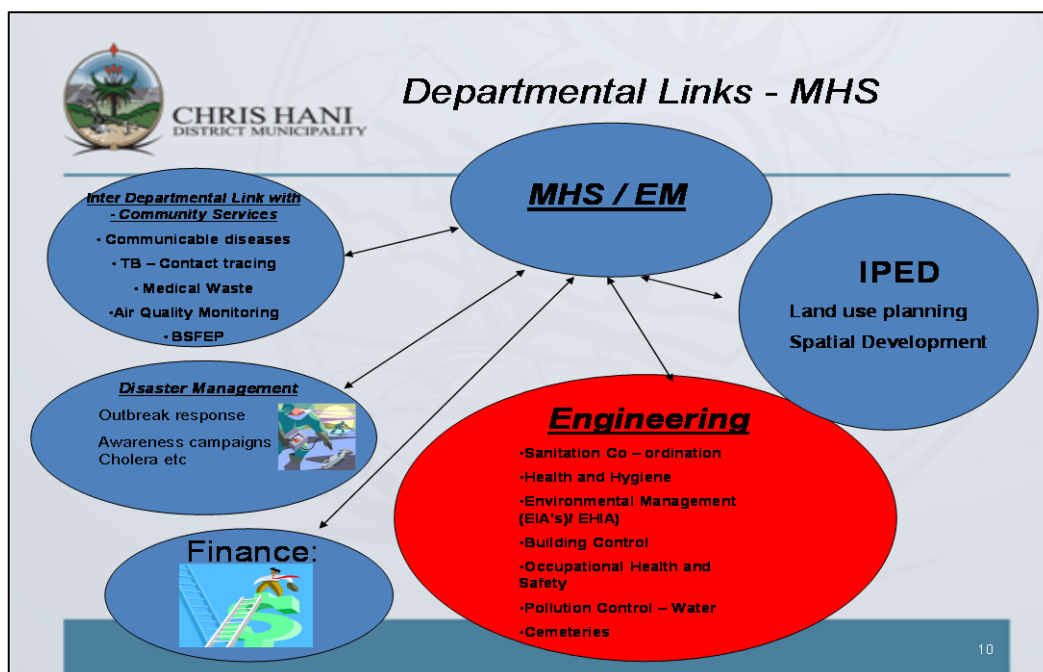 CHRIS HANI
DISTRICT MUNICIPALITY
Departmental Links - MHS
MHS / EM
Inter Departmental Link with
- Community Services
• Communicable diseases
• TB – Contact tracing
• Medical Waste
•Air Quality Monitoring
• BSFEP
IPED
Land use planning
Spatial Development
Disaster Management
Outbreak response
Awareness campaigns
Cholera etc
Engineering
•Sanitation Co – ordination
•Health and Hygiene
•Environmental Management
(EIA's)/ EHIA)
•Building Control
•Occupational Health and
Safety
•Pollution Control – Water
•Cemeteries
Finance:
10